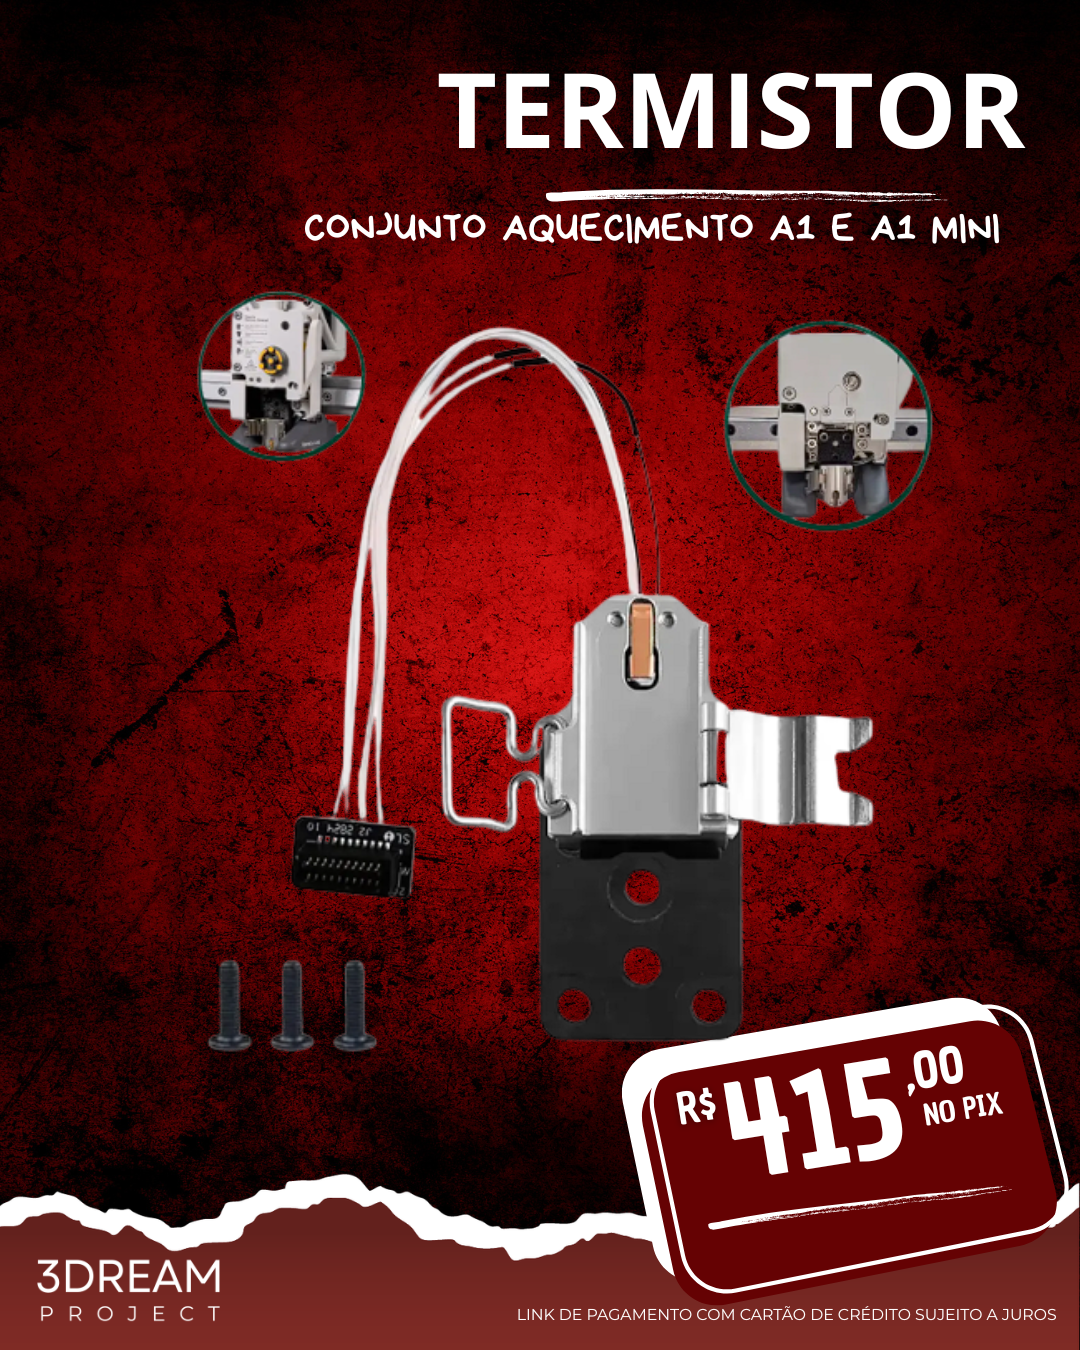 TERMISTOR
CONJUNTO AQUECIMENTO A1 E A1 MINI
R$ 415,00
NO PIX
3DREAM
PROJECT
LINK DE PAGAMENTO COM CARTÃO DE CRÉDITO SUJEITO A JUROS